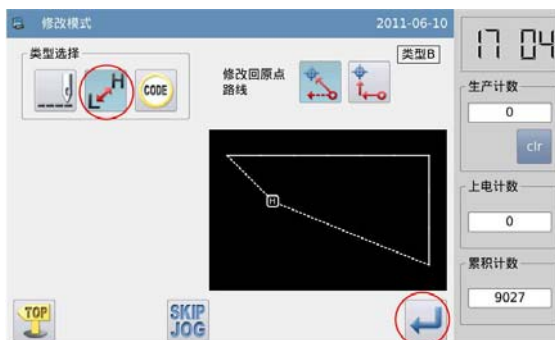 修改模式
2011-06-10
17 04
类型选择
类型B
L H
CODE
修改回原点
路线
生产计数
0
clr
上电计数
0
H
累积计数
9027
TOP
SKIP
JOG